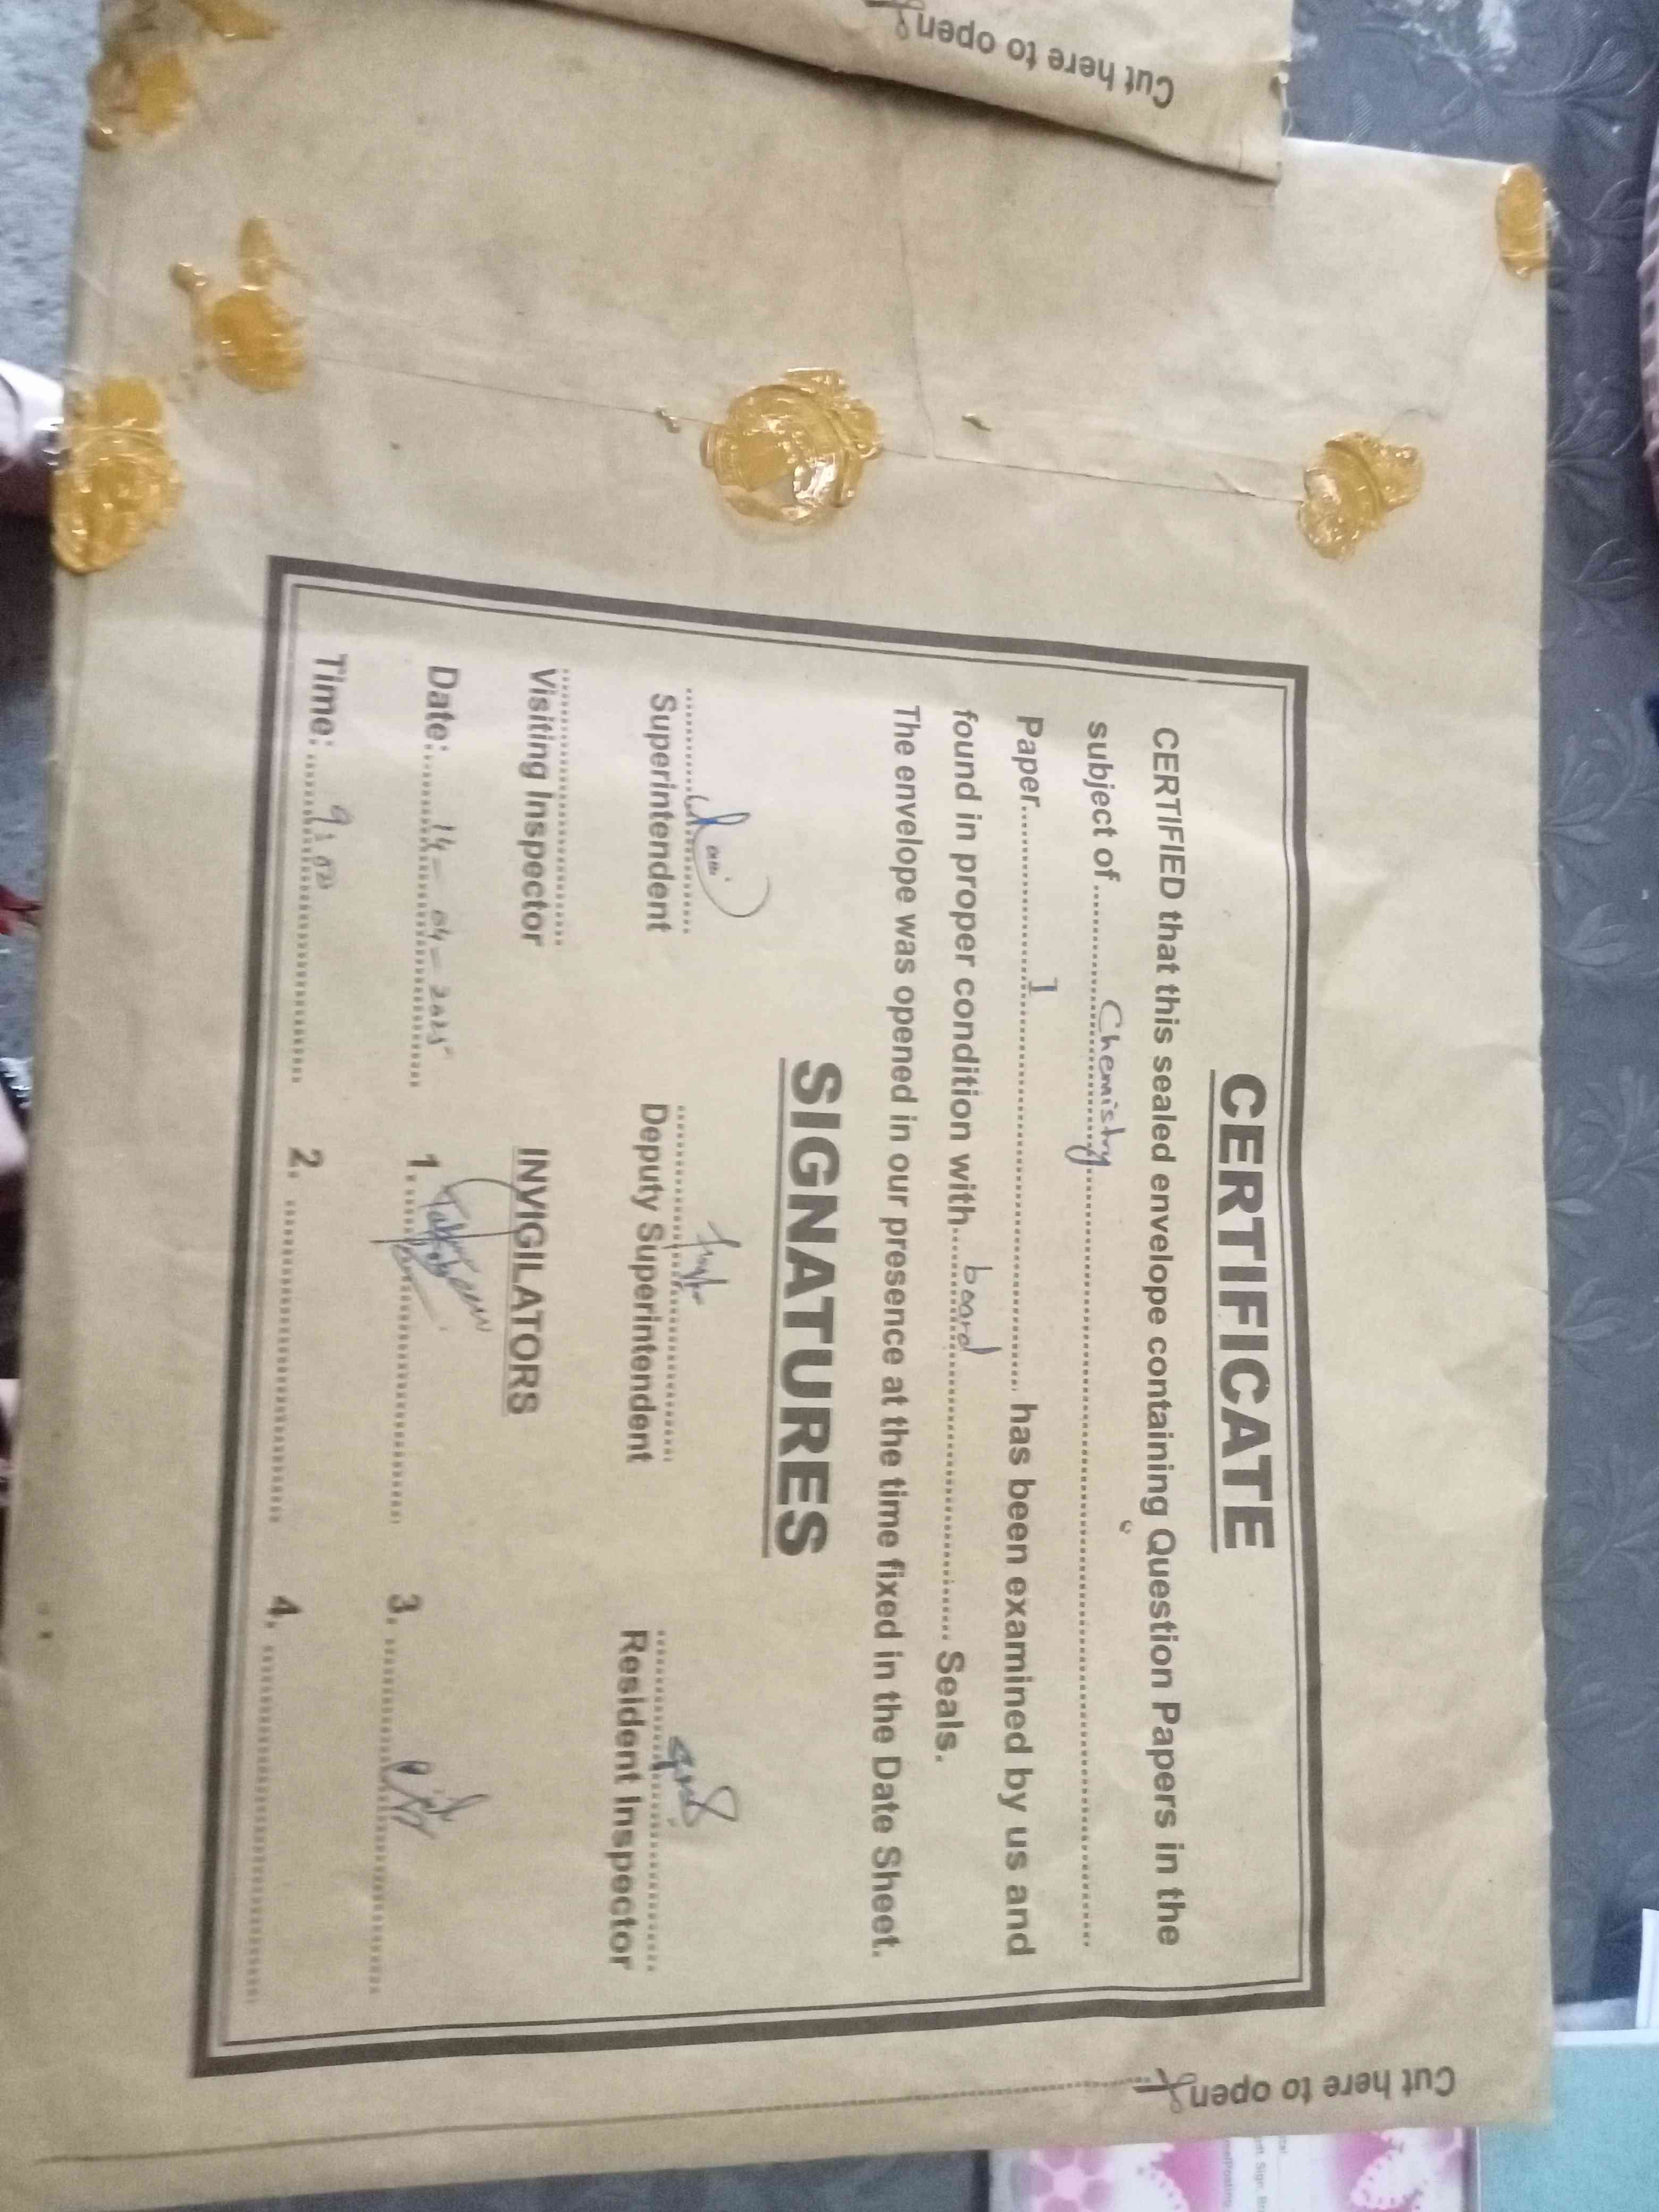 Cut here to open
CERTIFICATE
CERTIFIED that this sealed envelope containing Question Papers in the
subject of.......... Chemistry ..........
Paper.......... I .......... has been examined by us and
found in proper condition with.......... board .......... Seals.
The envelope was opened in our presence at the time fixed in the Date Sheet.
SIGNATURES
Superintendent Deputy Superintendent Resident Inspector
Visiting Inspector INVIGILATORS
Date: 14-04-2025 1. 3.
Time: 9:00 2. 4.
Cut here to open